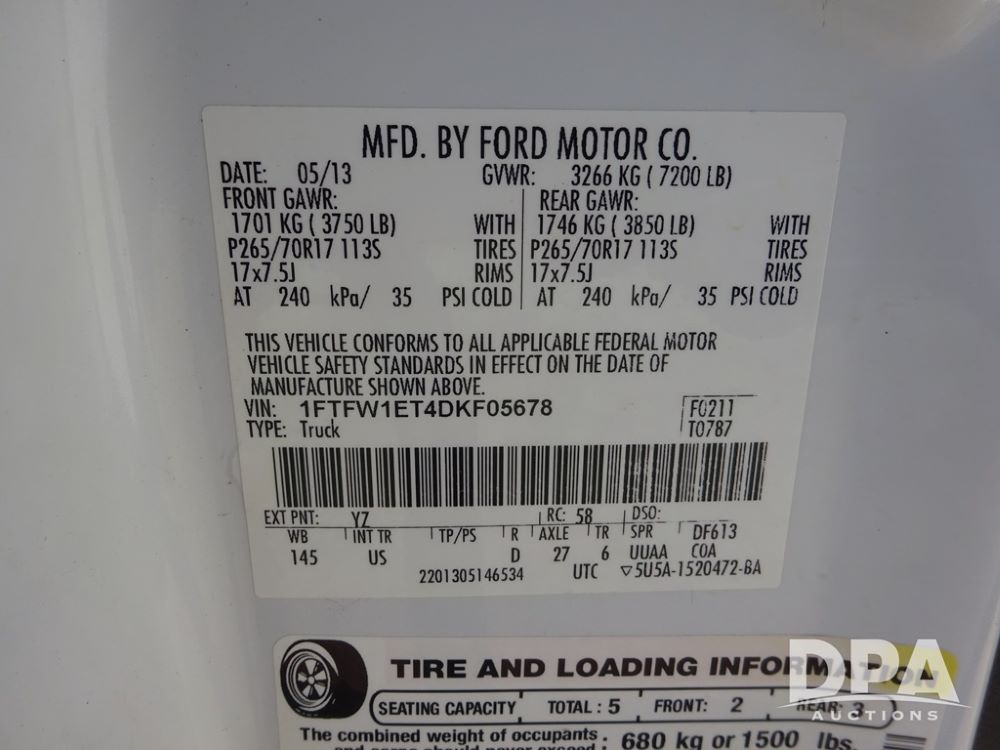 MFD. BY FORD MOTOR CO.
DATE: 05/13 GVWR: 3266 KG ( 7200 LB)
FRONT GAWR: REAR GAWR:
1701 KG ( 3750 LB) WITH 1746 KG ( 3850 LB) WITH
P265/70R17 113S TIRES P265/70R17 113S TIRES
17x7.5J RIMS 17x7.5J RIMS
AT 240 kPa/ 35 PSI COLD AT 240 kPa/ 35 PSI COLD
THIS VEHICLE CONFORMS TO ALL APPLICABLE FEDERAL MOTOR
VEHICLE SAFETY STANDARDS IN EFFECT ON THE DATE OF
MANUFACTURE SHOWN ABOVE.
VIN: 1FTFW1ET4DKF05678 F0211
TYPE: Truck T0787
EXT PNT: YZ RC: 58 DSO:
WB INT TR TP/PS R AXLE TR SPR DF613
145 US D 27 6 UUAA COA
2201305146534 UTC ▽5U5A-1520472-BA
TIRE AND LOADING INFORMATION
SEATING CAPACITY TOTAL : 5 FRONT: 2 REAR: 3
The combined weight of occupants 680 kg or 1500 lbs.
and cargo should never exceed :
DPA
AUCTIONS